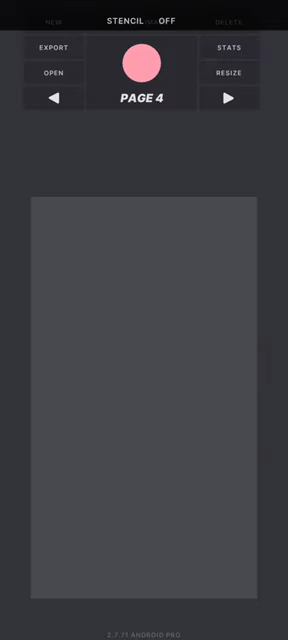 STENCIL OFF
NEW DELETE
EXPORT STATS
OPEN RESIZE
PAGE 4
2.7.71 ANDROID PRO